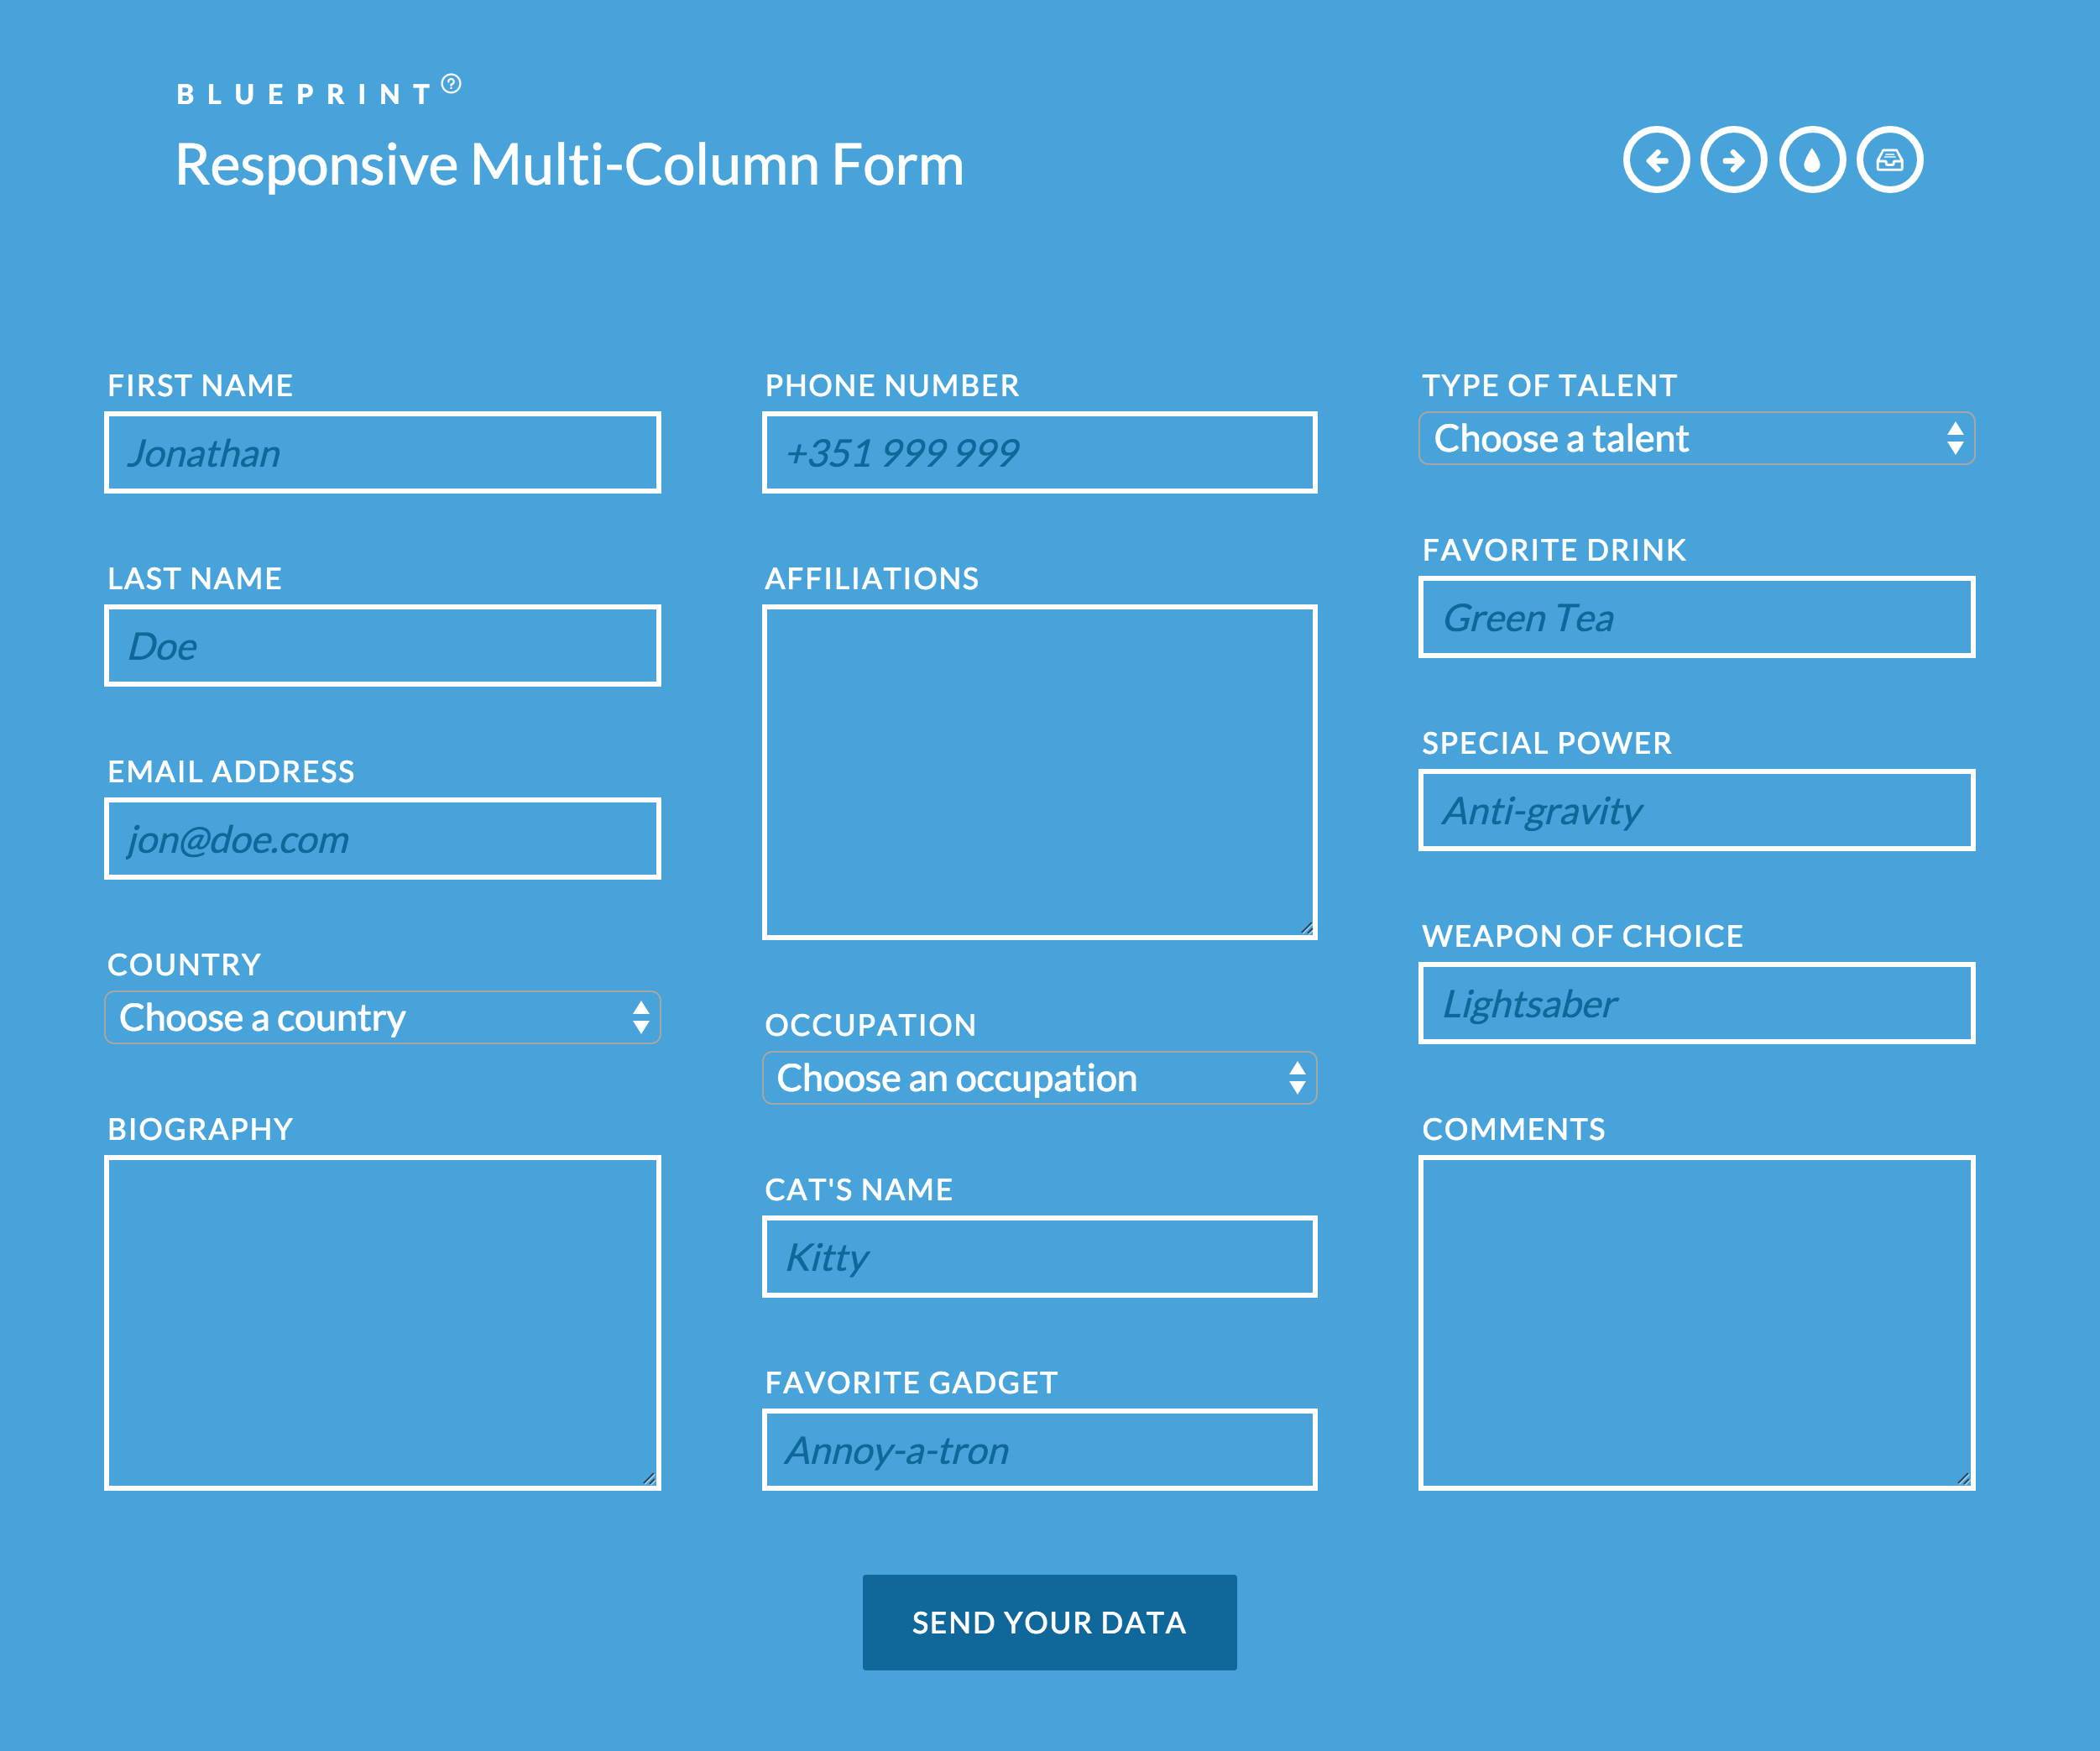 BLUEPRINT
Responsive Multi-Column Form
FIRST NAME
Jonathan
LAST NAME
Doe
EMAIL ADDRESS
jon@doe.com
COUNTRY
Choose a country
BIOGRAPHY
PHONE NUMBER
+351 999 999
AFFILIATIONS
OCCUPATION
Choose an occupation
CAT'S NAME
Kitty
FAVORITE GADGET
Annoy-a-tron
TYPE OF TALENT
Choose a talent
FAVORITE DRINK
Green Tea
SPECIAL POWER
Anti-gravity
WEAPON OF CHOICE
Lightsaber
COMMENTS
SEND YOUR DATA